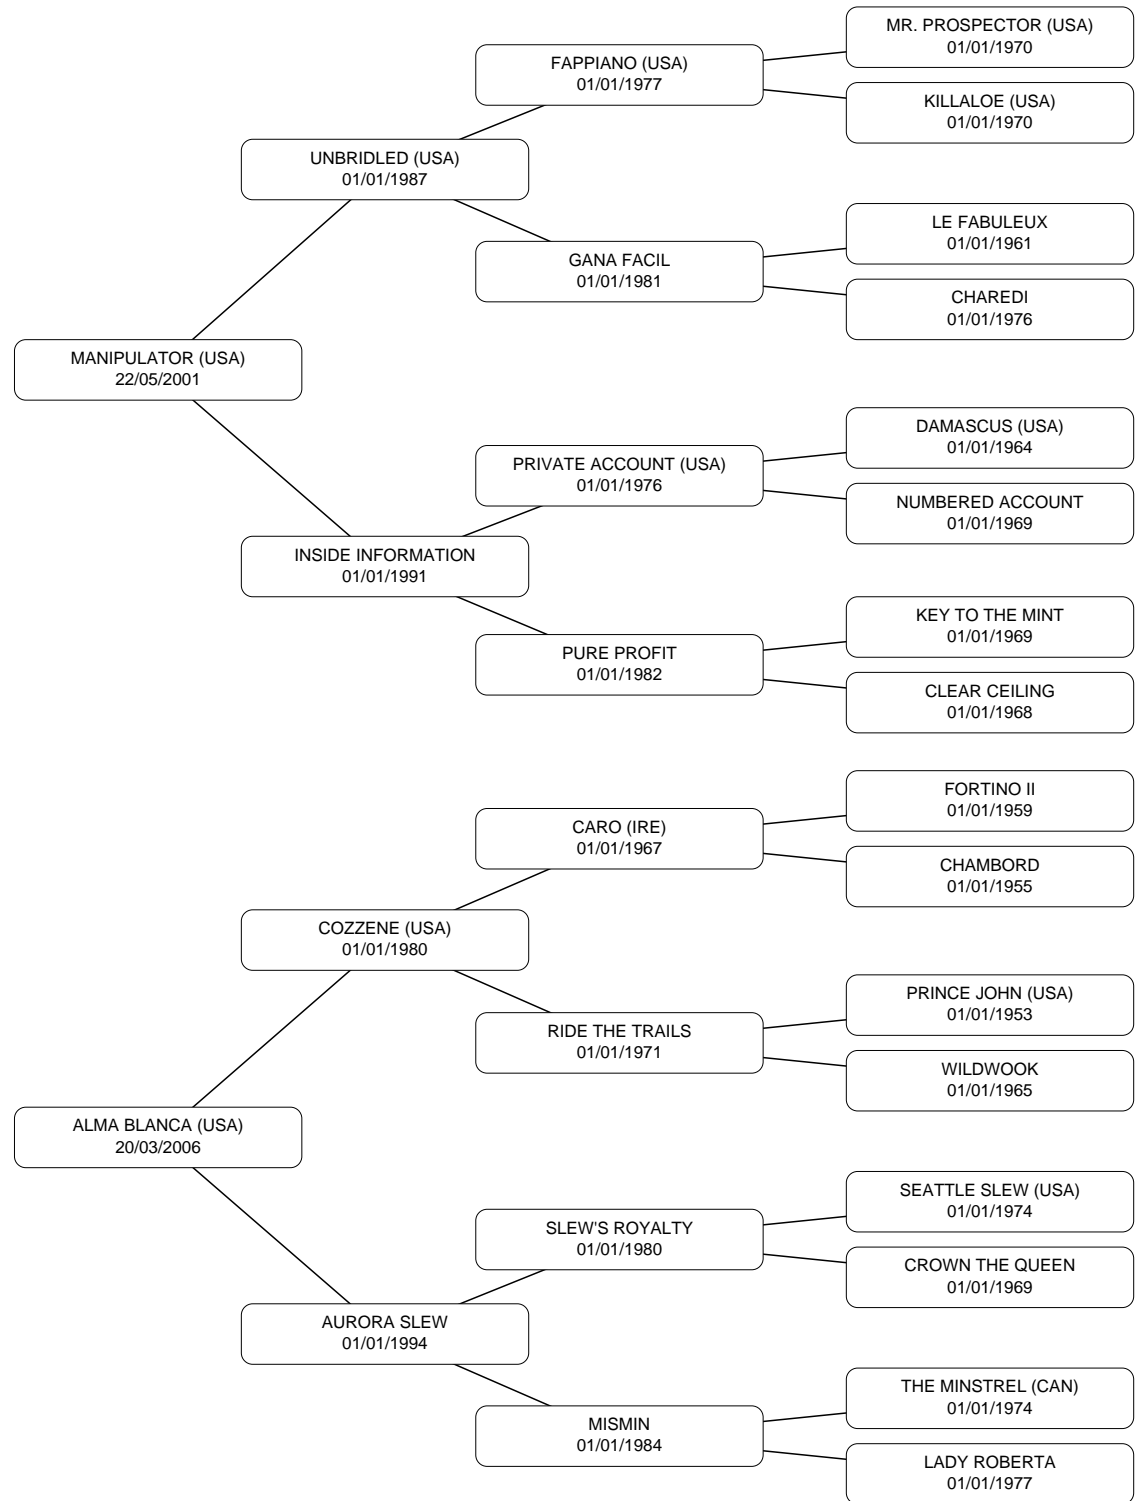 MR. PROSPECTOR (USA)
01/01/1970
FAPPIANO (USA)
01/01/1977
KILLALOE (USA)
01/01/1970
UNBRIDLED (USA)
01/01/1987
LE FABULEUX
01/01/1961
GANA FACIL
01/01/1981
CHAREDI
01/01/1976
MANIPULATOR (USA)
22/05/2001
DAMASCUS (USA)
01/01/1964
PRIVATE ACCOUNT (USA)
01/01/1976
NUMBERED ACCOUNT
01/01/1969
INSIDE INFORMATION
01/01/1991
KEY TO THE MINT
01/01/1969
PURE PROFIT
01/01/1982
CLEAR CEILING
01/01/1968
FORTINO II
01/01/1959
CARO (IRE)
01/01/1967
CHAMBORD
01/01/1955
COZZENE (USA)
01/01/1980
PRINCE JOHN (USA)
01/01/1953
RIDE THE TRAILS
01/01/1971
WILDWOOK
01/01/1965
ALMA BLANCA (USA)
20/03/2006
SEATTLE SLEW (USA)
01/01/1974
SLEW'S ROYALTY
01/01/1980
CROWN THE QUEEN
01/01/1969
AURORA SLEW
01/01/1994
THE MINSTREL (CAN)
01/01/1974
MISMIN
01/01/1984
LADY ROBERTA
01/01/1977